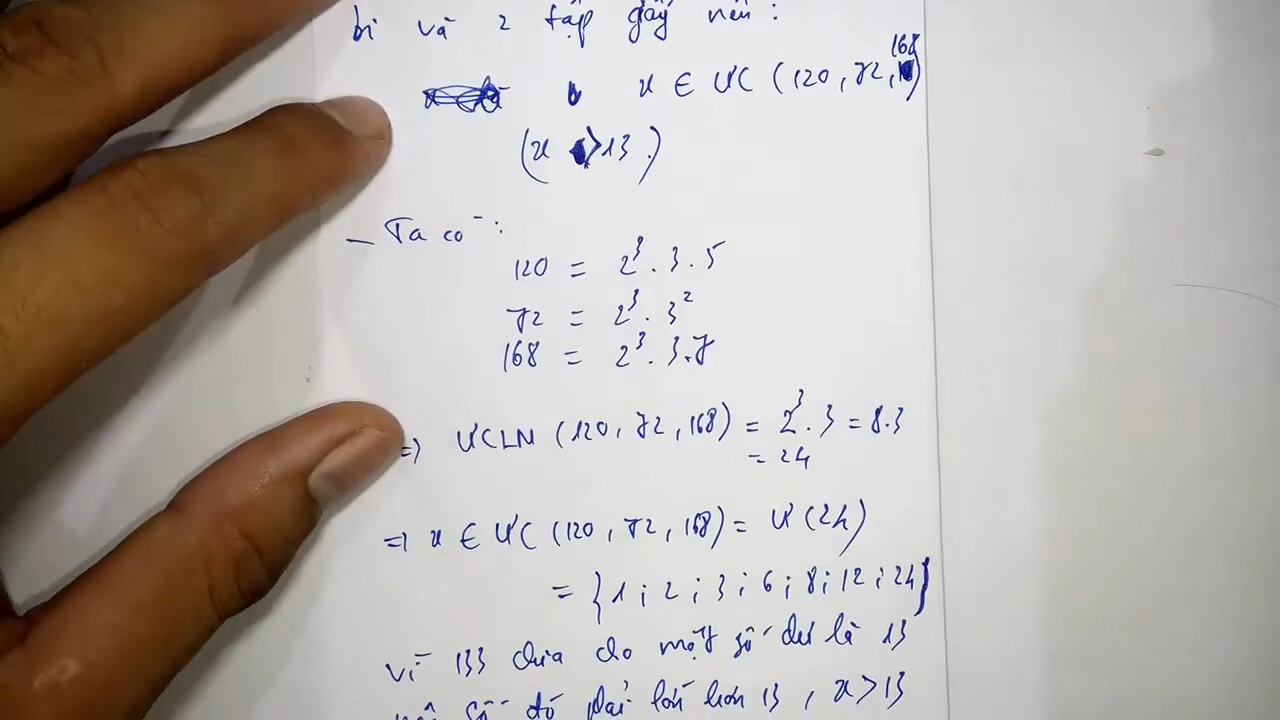 bì và 2 tập giấy nên:
168
x ∈ ƯC (120, 72, )
(x > 13.)
- Ta có:
120 = 2³ . 3 . 5
72 = 2³ . 3²
168 = 2³ . 3.7
=> ƯCLN (120, 72, 168) = 2³ . 3 = 8.3
= 24
=> x ∈ ƯC (120, 72, 168) = Ư(24)
= {1; 2; 3; 6; 8; 12; 24}
vì 133 chia cho một số dư là 13
nên số đó phải lớn hơn 13, x > 13